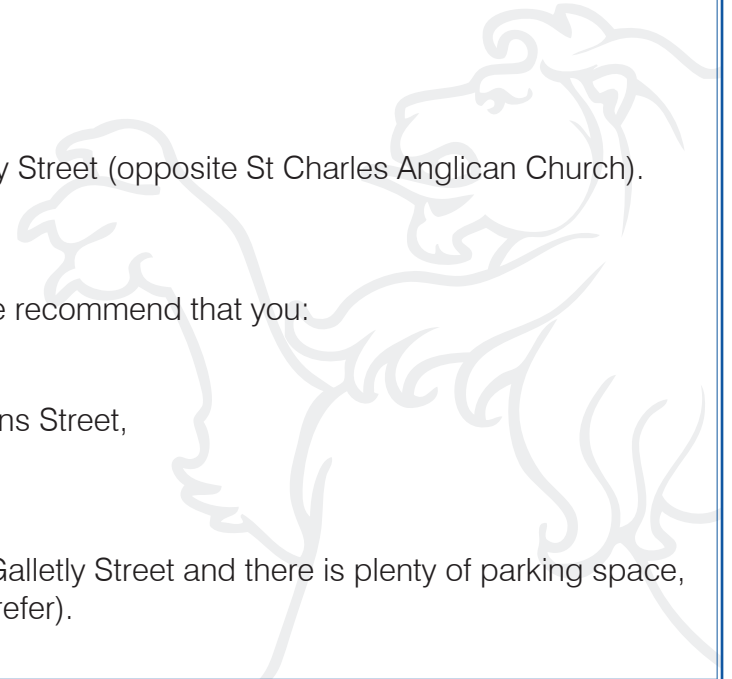 y Street (opposite St Charles Anglican Church).
e recommend that you:
ns Street,
Galletly Street and there is plenty of parking space,
refer).